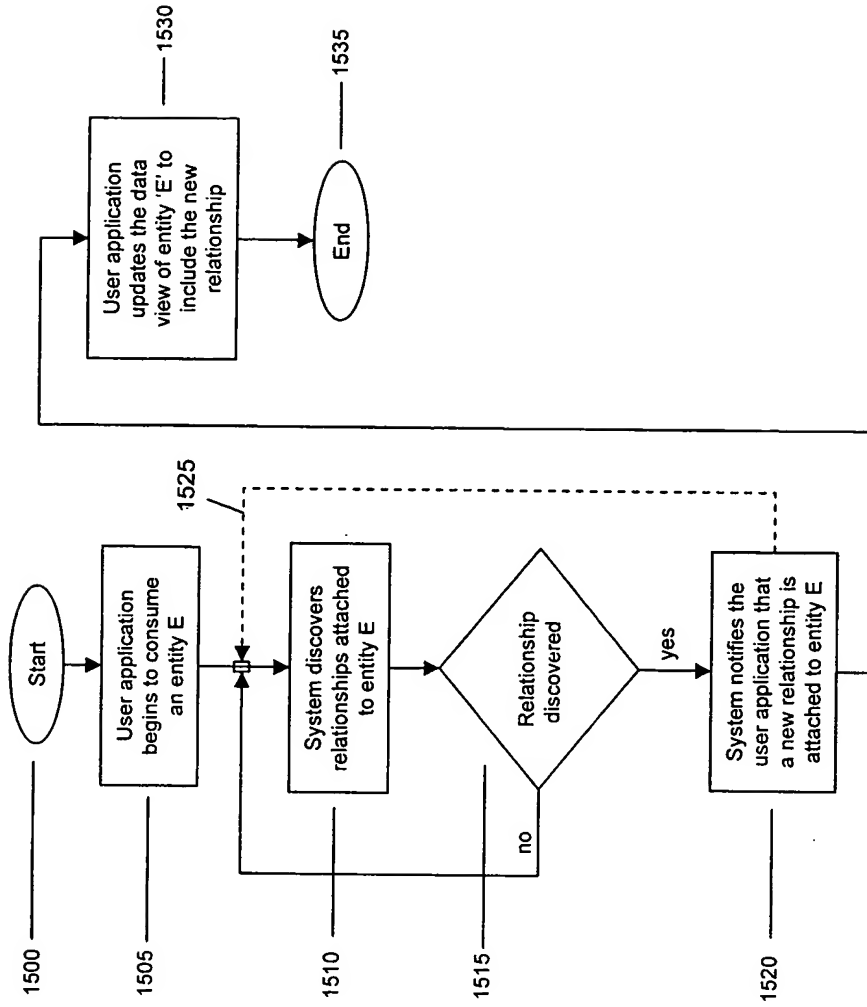 1500
Start
1505
User application
begins to consume
an entity E
1525
1510
System discovers
relationships attached
to entity E
1515
Relationship
discovered
no
yes
1520
System notifies the
user application that
a new relationship is
attached to entity E
User application
updates the data
view of entity 'E' to
include the new
relationship
1530
End
1535